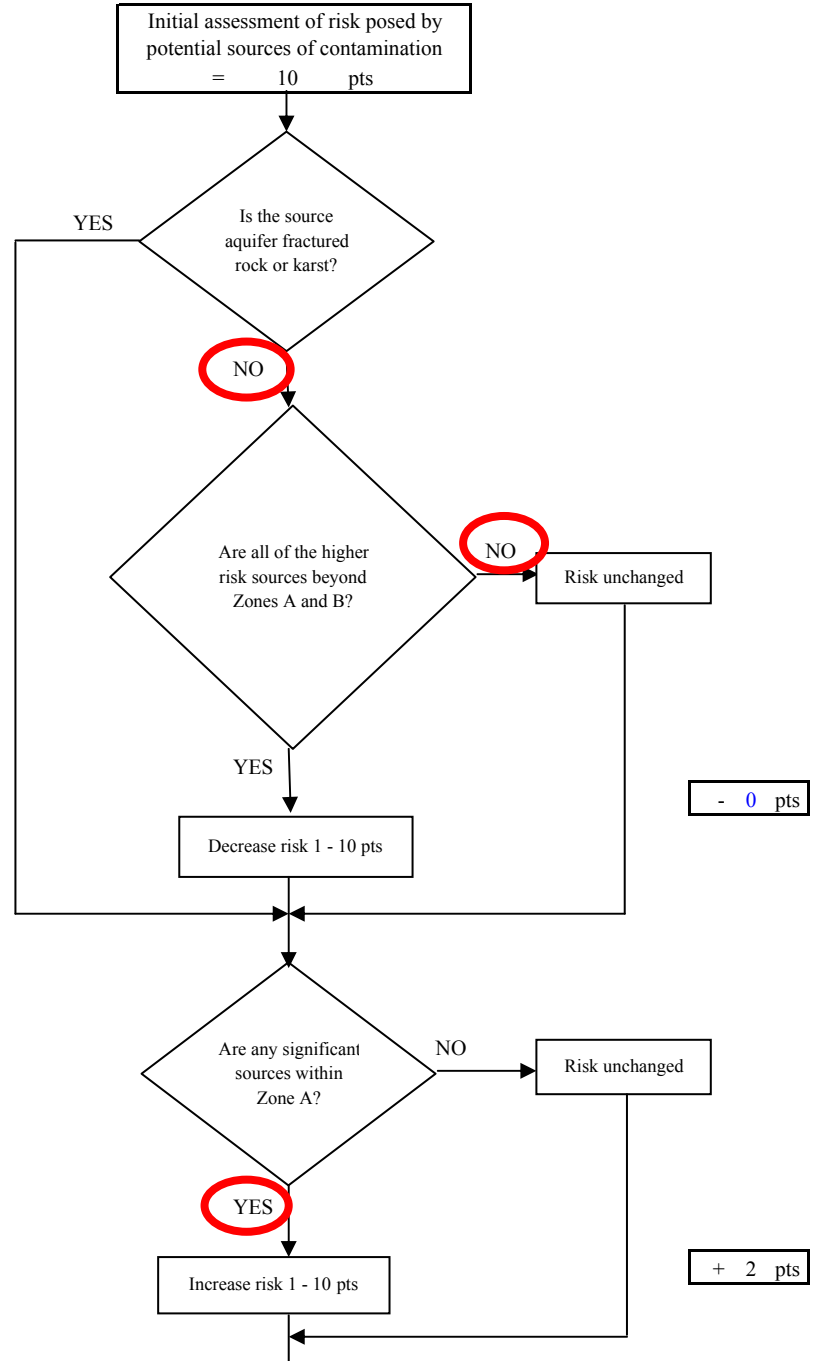 Initial assessment of risk posed by
potential sources of contamination
= 10 pts
YES
Is the source
aquifer fractured
rock or karst?
NO
Are all of the higher
risk sources beyond
Zones A and B?
NO
Risk unchanged
YES
- 0 pts
Decrease risk 1 - 10 pts
Are any significant
sources within
Zone A?
NO
Risk unchanged
YES
+ 2 pts
Increase risk 1 - 10 pts